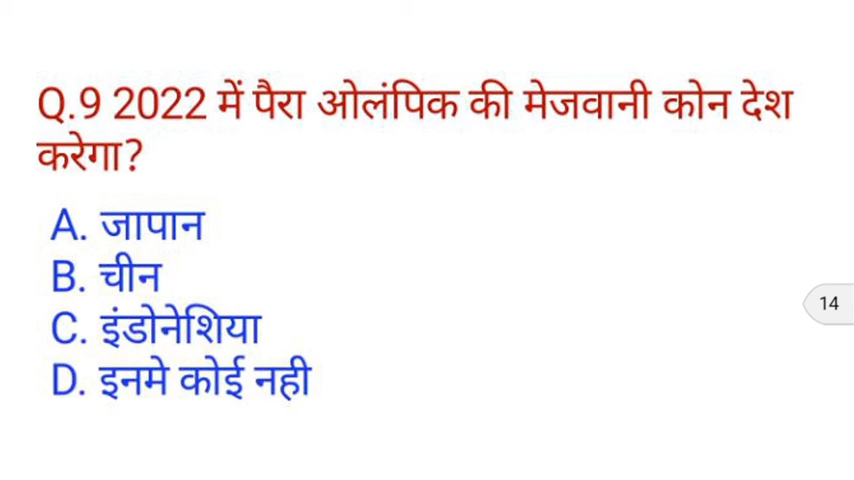 Q.9 2022 में पैरा ओलंपिक की मेजवानी कोन देश
करेगा?
A. जापान
B. चीन
C. इंडोनेशिया
D. इनमे कोई नही
14